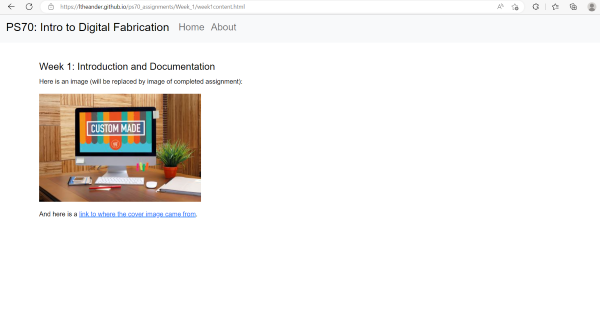 https://ltheander.github.io/ps70_assignments/Week_1/week1content.html
PS70: Intro to Digital Fabrication Home About
Week 1: Introduction and Documentation
Here is an image (will be replaced by image of completed assignment):
CUSTOM MADE
And here is a link to where the cover image came from.